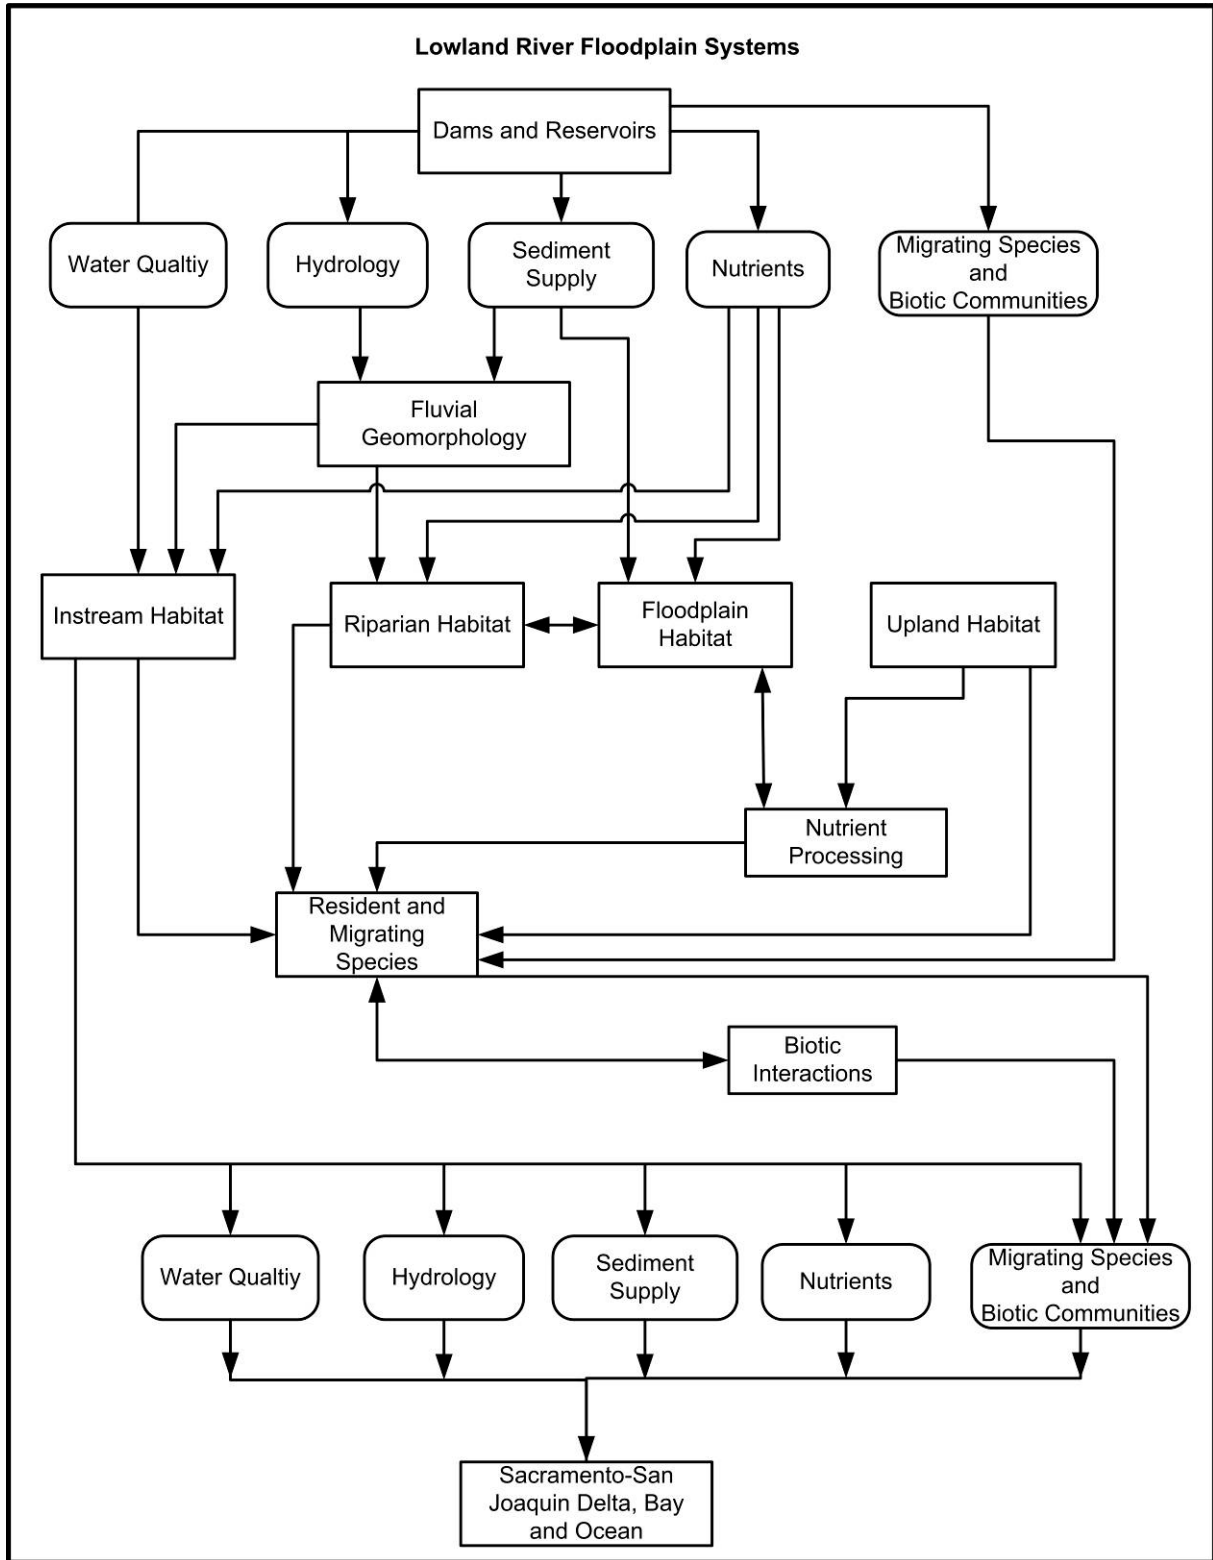 Lowland River Floodplain Systems
Dams and Reservoirs
Water Qualtiy
Hydrology
Sediment
Supply
Nutrients
Migrating Species
and
Biotic Communities
Fluvial
Geomorphology
Instream Habitat
Riparian Habitat
Floodplain
Habitat
Upland Habitat
Nutrient
Processing
Resident and
Migrating
Species
Biotic
Interactions
Water Qualtiy
Hydrology
Sediment
Supply
Nutrients
Migrating Species
and
Biotic Communities
Sacramento-San
Joaquin Delta, Bay
and Ocean